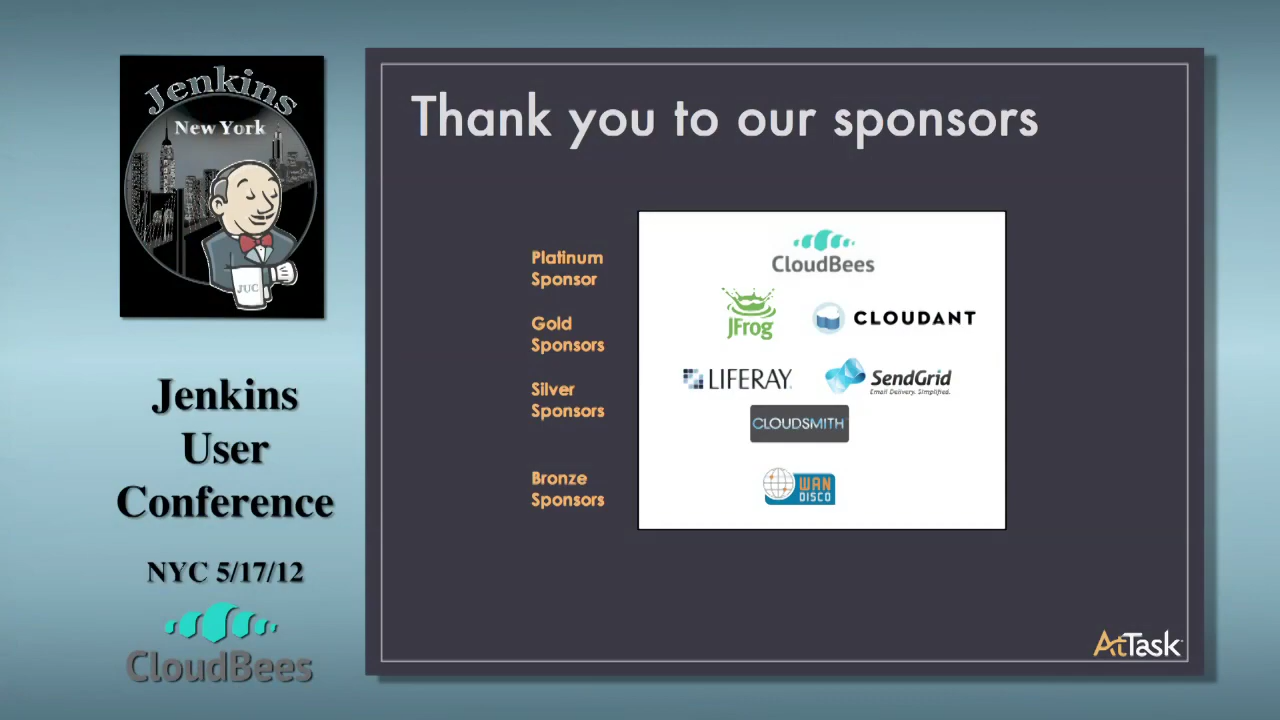 Jenkins
New York
JUC
Jenkins
User
Conference
NYC 5/17/12
CloudBees
Thank you to our sponsors
Platinum
Sponsor
CloudBees
Gold
Sponsors
JFrog
CLOUDANT
Silver
Sponsors
LIFERAY.
SendGrid
Email Delivery. Simplified.
CLOUDSMITH
Bronze
Sponsors
WAN
DISCO
AtTask